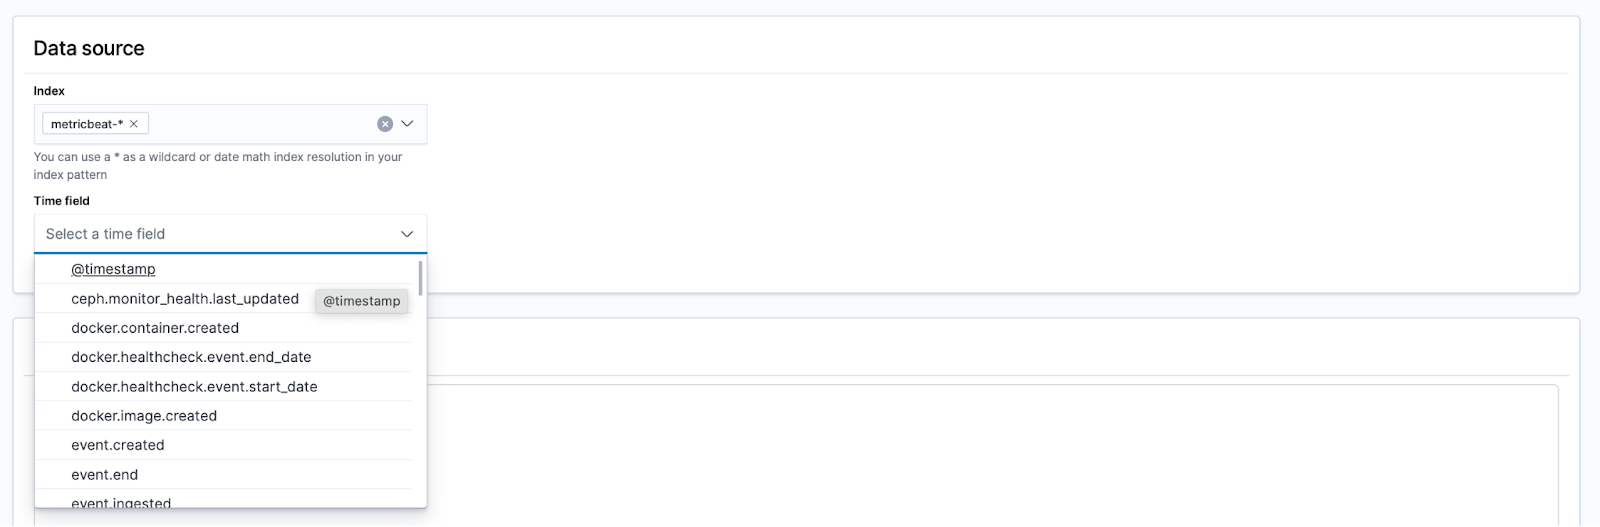 Data source
Index
metricbeat-*
You can use a * as a wildcard or date math index resolution in your
index pattern
Time field
Select a time field
@timestamp
ceph.monitor_health.last_updated
@timestamp
docker.container.created
docker.healthcheck.event.end_date
docker.healthcheck.event.start_date
docker.image.created
event.created
event.end
event.ingested